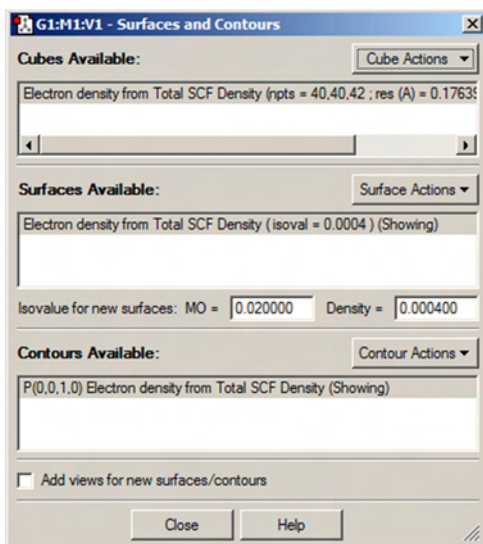 G1:M1:V1 - Surfaces and Contours
Cubes Available:
Cube Actions
Electron density from Total SCF Density (npts = 40,40,42 ; res (A) = 0.1763
Surfaces Available:
Surface Actions
Electron density from Total SCF Density ( isoval = 0.0004 ) (Showing)
Isovalue for new surfaces: MO = 0.020000 Density = 0.000400
Contours Available:
Contour Actions
P(0,0,1,0) Electron density from Total SCF Density (Showing)
Add views for new surfaces/contours
Close Help